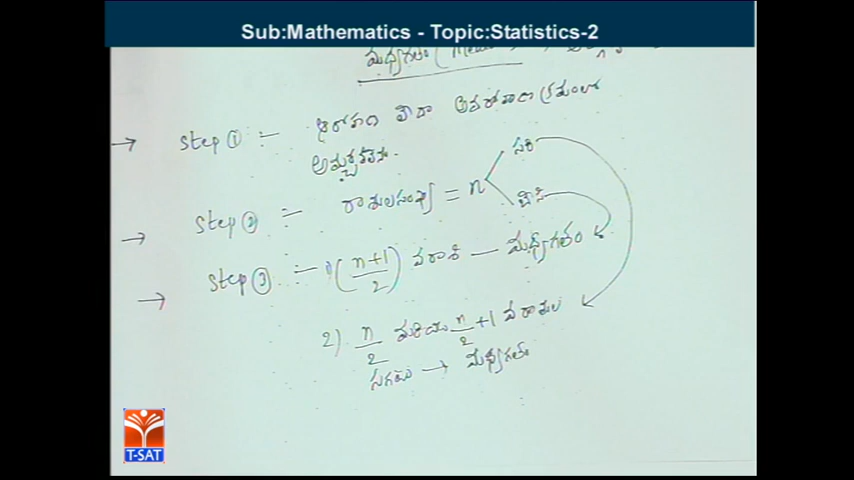 Sub:Mathematics - Topic:Statistics-2
మధ్యగతం (
→ Step ① :- ఆరోహణ లేదా అవరోహణ క్రమంలో
అమర్చవలెను.
సరి
→ Step ② :- రాశులసంఖ్య = n
బేసి
→ Step ③ :- 1) (n+1/2) వ రాశి — మధ్యగతం
2) n/2 మరియు n/2 +1 వ రాశుల
సగటు → మధ్యగతం
T-SAT